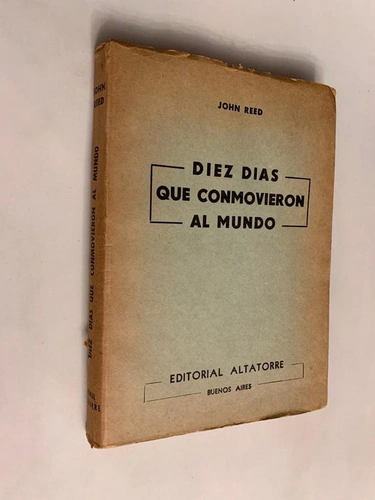 JOHN REED
DIEZ DIAS
QUE CONMOVIERON
AL MUNDO
EDITORIAL ALTATORRE
BUENOS AIRES
JOHN
REED
DIEZ DIAS QUE CONMOVIERON AL MUNDO